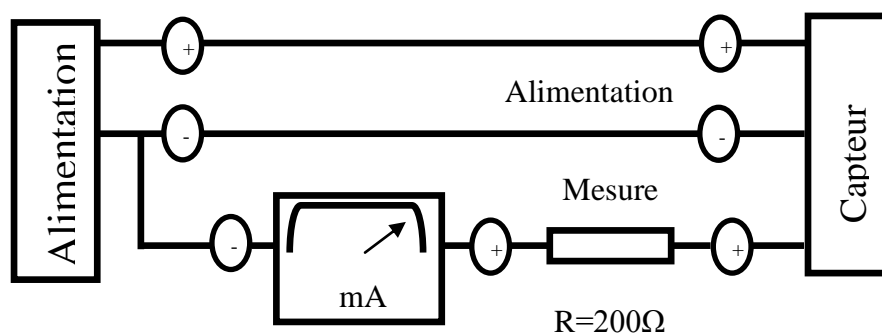 Alimentation
+ +
Alimentation
- -
Mesure
- + +
mA
R=200Ω
Capteur